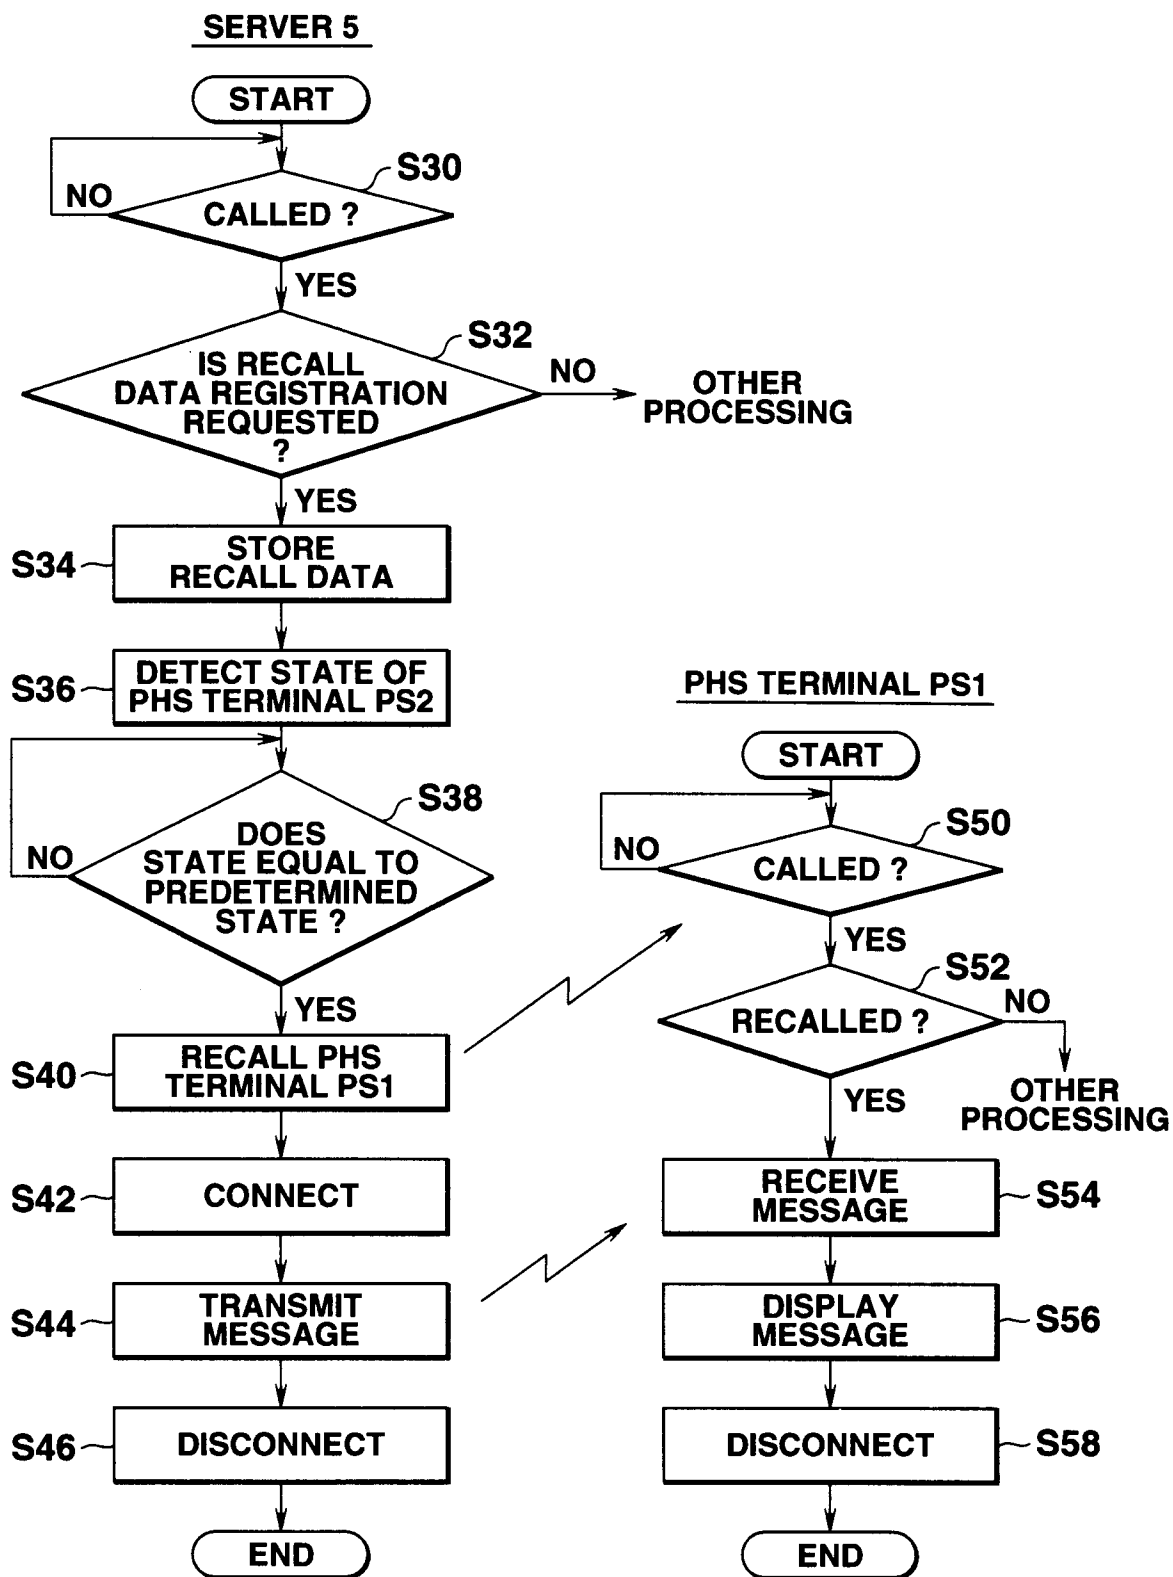 SERVER 5
START
S30
NO
CALLED ?
YES
S32
IS RECALL
DATA REGISTRATION
REQUESTED
?
NO
OTHER
PROCESSING
YES
S34
STORE
RECALL DATA
S36
DETECT STATE OF
PHS TERMINAL PS2
S38
NO
DOES
STATE EQUAL TO
PREDETERMINED
STATE ?
YES
S40
RECALL PHS
TERMINAL PS1
S42
CONNECT
S44
TRANSMIT
MESSAGE
S46
DISCONNECT
END
PHS TERMINAL PS1
START
S50
NO
CALLED ?
YES
S52
RECALLED ?
NO
OTHER
PROCESSING
YES
RECEIVE
MESSAGE
S54
DISPLAY
MESSAGE
S56
DISCONNECT
S58
END